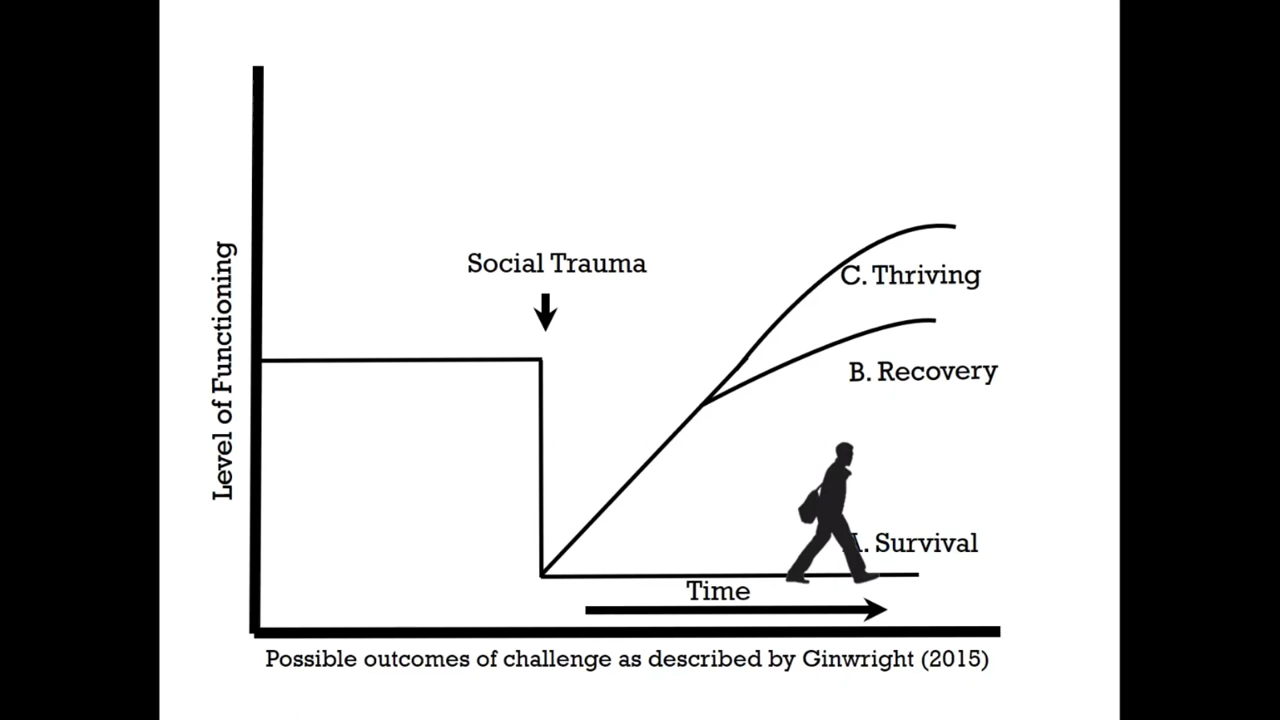 Social Trauma
Level of Functioning
C. Thriving
B. Recovery
A. Survival
Time
Possible outcomes of challenge as described by Ginwright (2015)